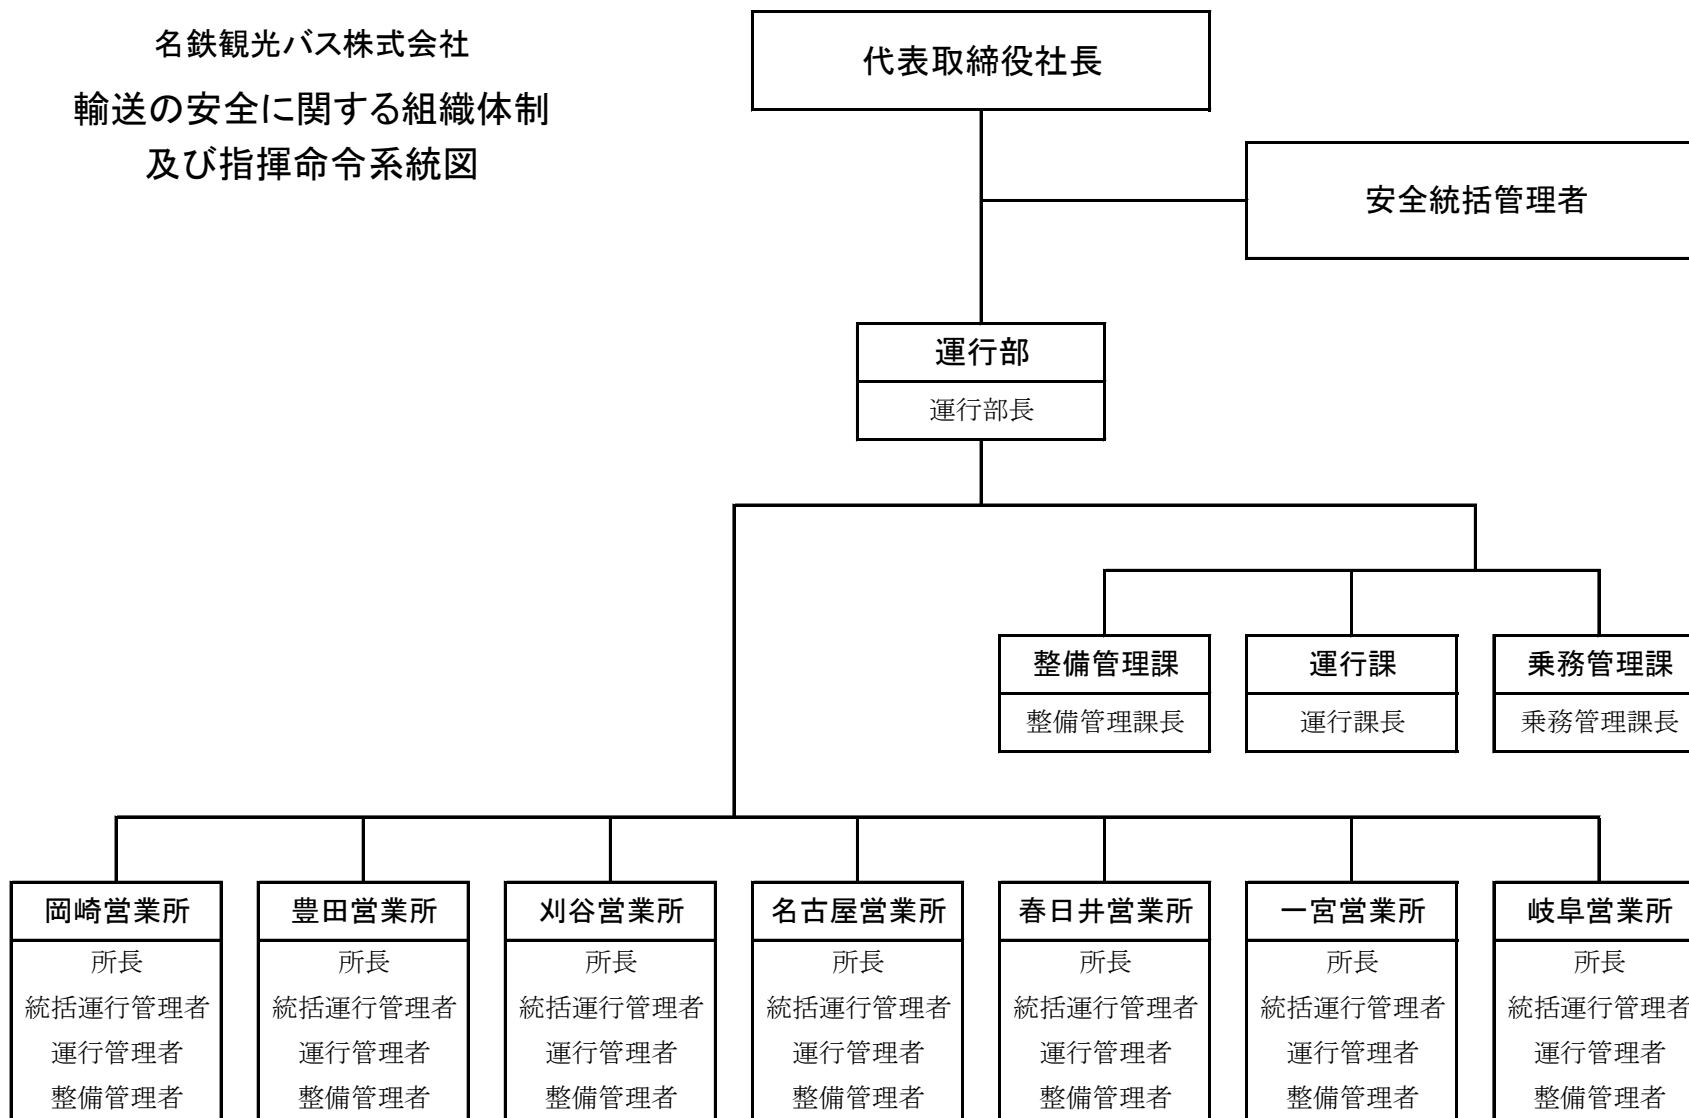 名鉄観光バス株式会社
輸送の安全に関する組織体制
及び指揮命令系統図
代表取締役社長
安全統括管理者
運行部
運行部長
整備管理課
整備管理課長
運行課
運行課長
乗務管理課
乗務管理課長
岡崎営業所
所長
統括運行管理者
運行管理者
整備管理者
豊田営業所
所長
統括運行管理者
運行管理者
整備管理者
刈谷営業所
所長
統括運行管理者
運行管理者
整備管理者
名古屋営業所
所長
統括運行管理者
運行管理者
整備管理者
春日井営業所
所長
統括運行管理者
運行管理者
整備管理者
一宮営業所
所長
統括運行管理者
運行管理者
整備管理者
岐阜営業所
所長
統括運行管理者
運行管理者
整備管理者